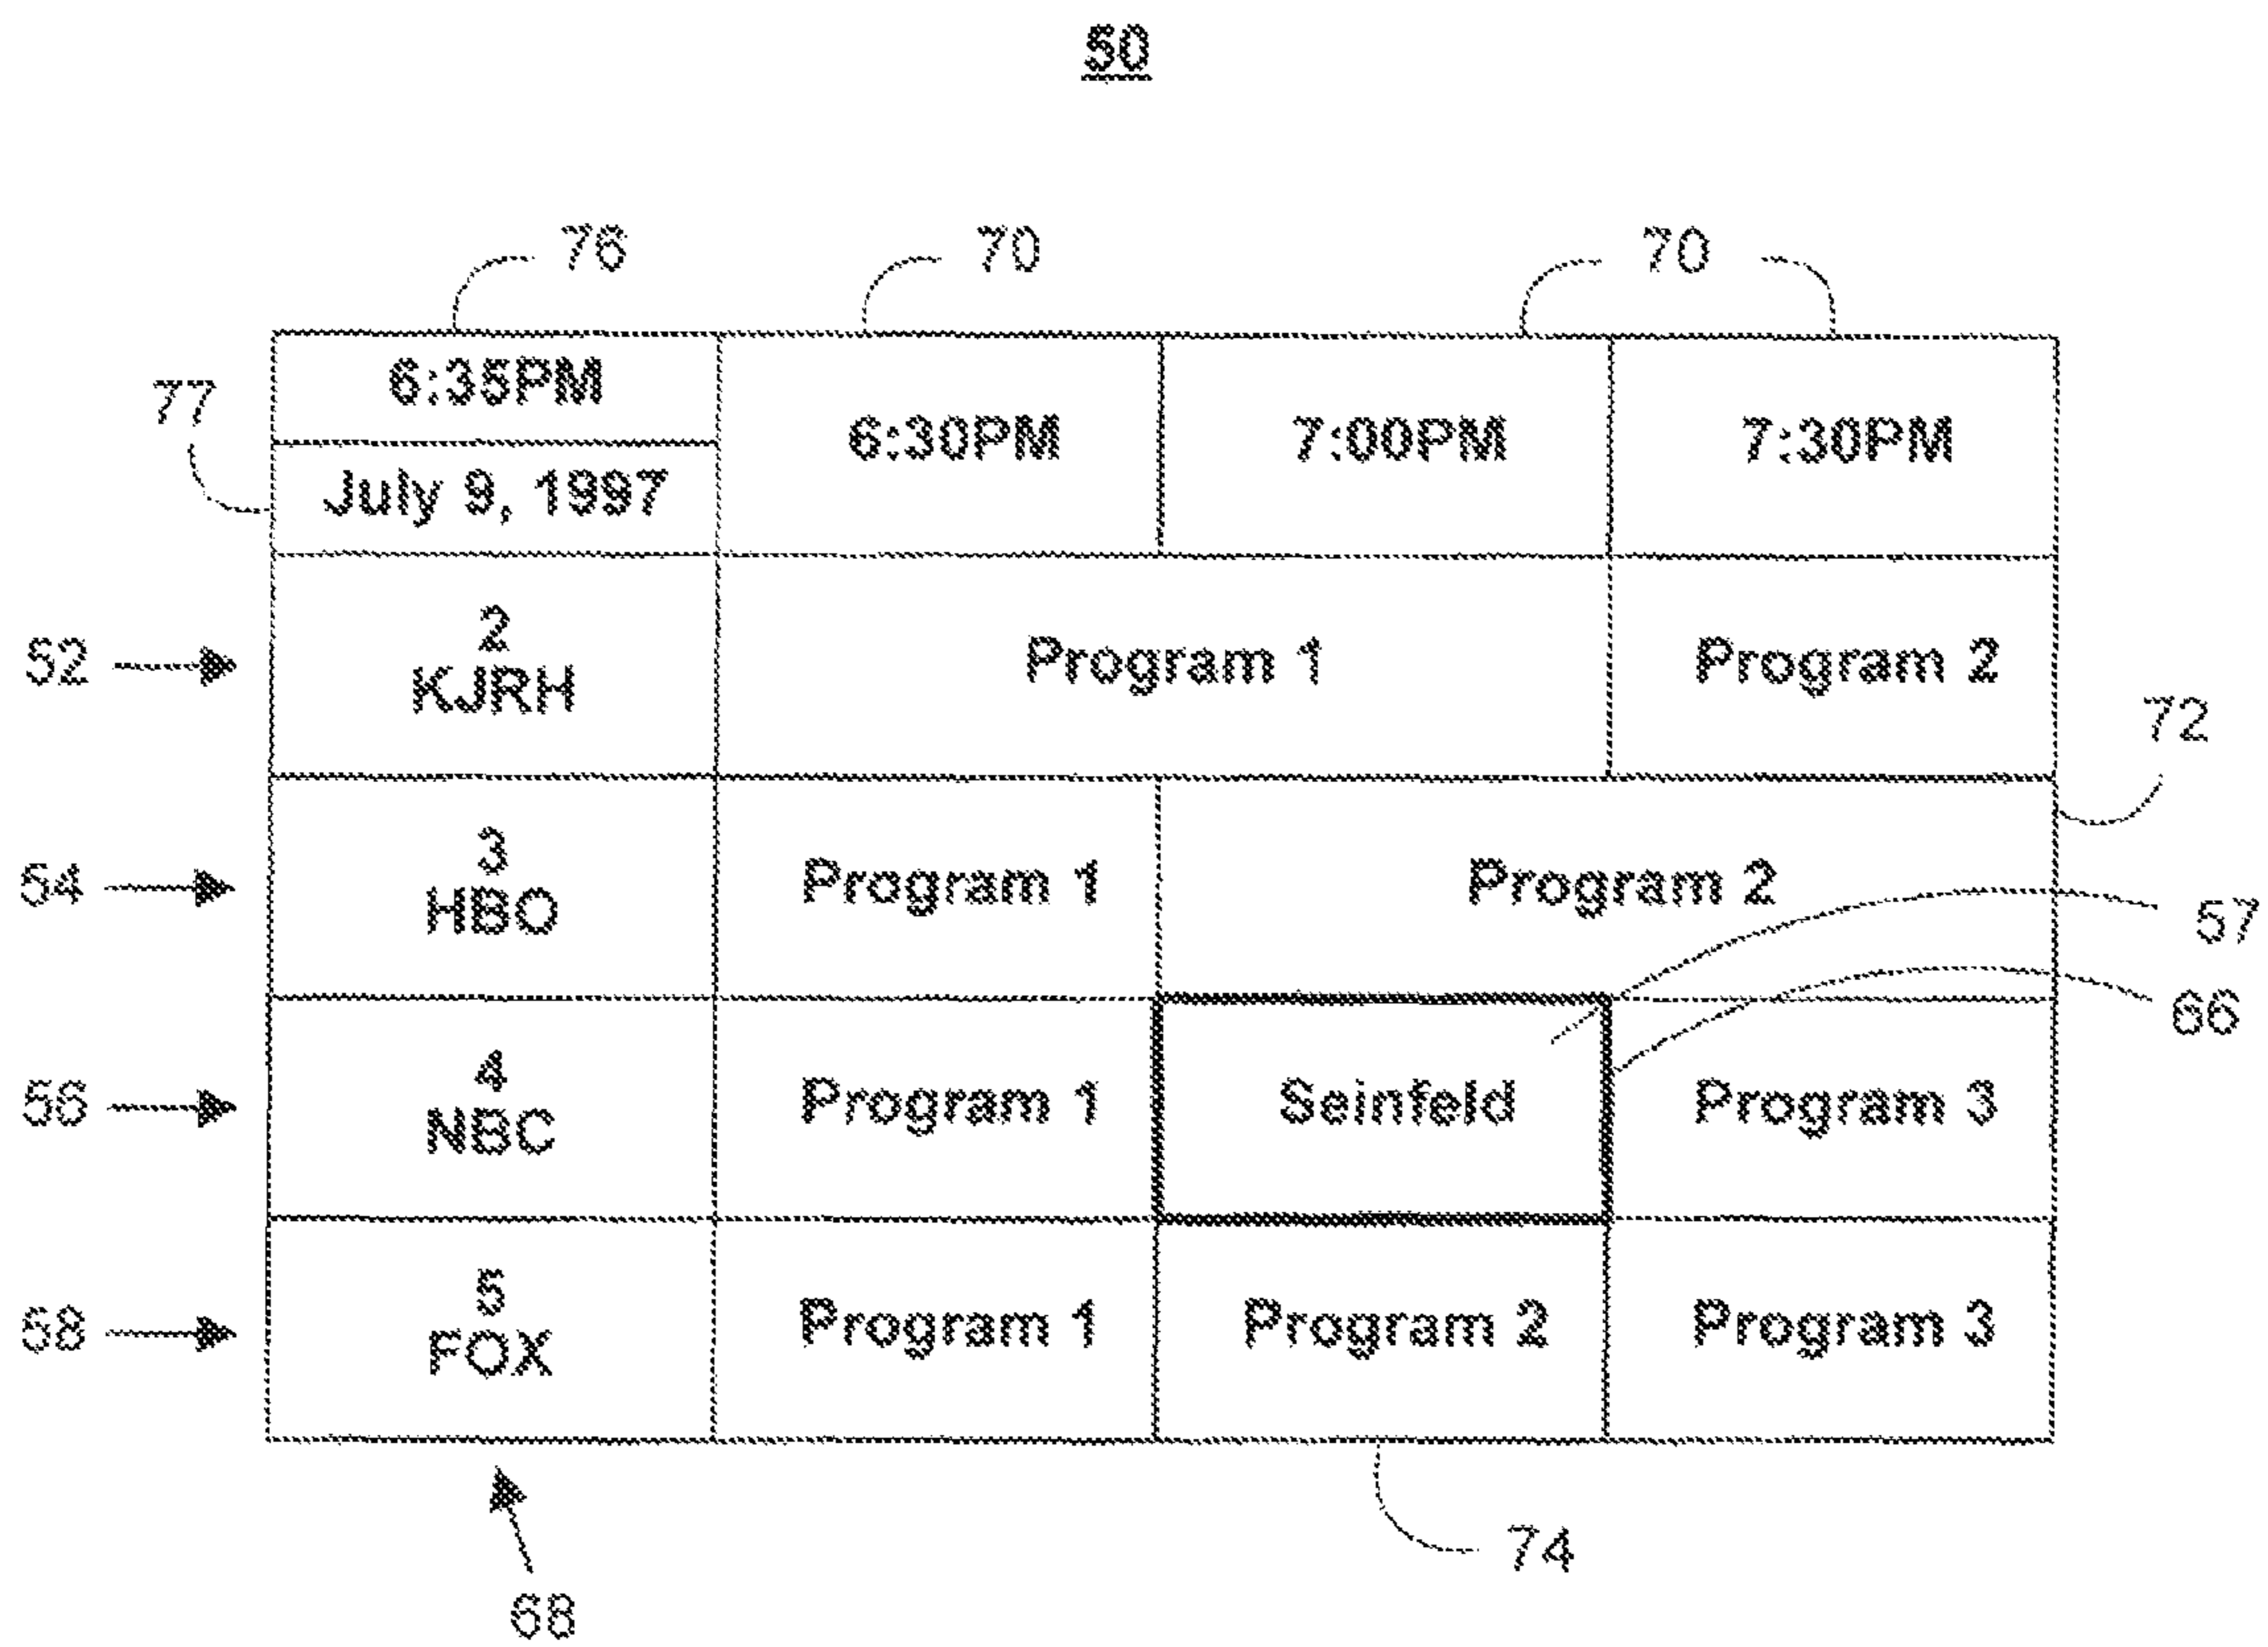 50
76 70 70
77
6:35PM
July 9, 1997
6:30PM 7:00PM 7:30PM
52
2
KJRH
Program 1 Program 2
72
54
3
HBO
Program 1 Program 2
57
66
56
4
NBC
Program 1 Seinfeld Program 3
58
5
FOX
Program 1 Program 2 Program 3
74
68